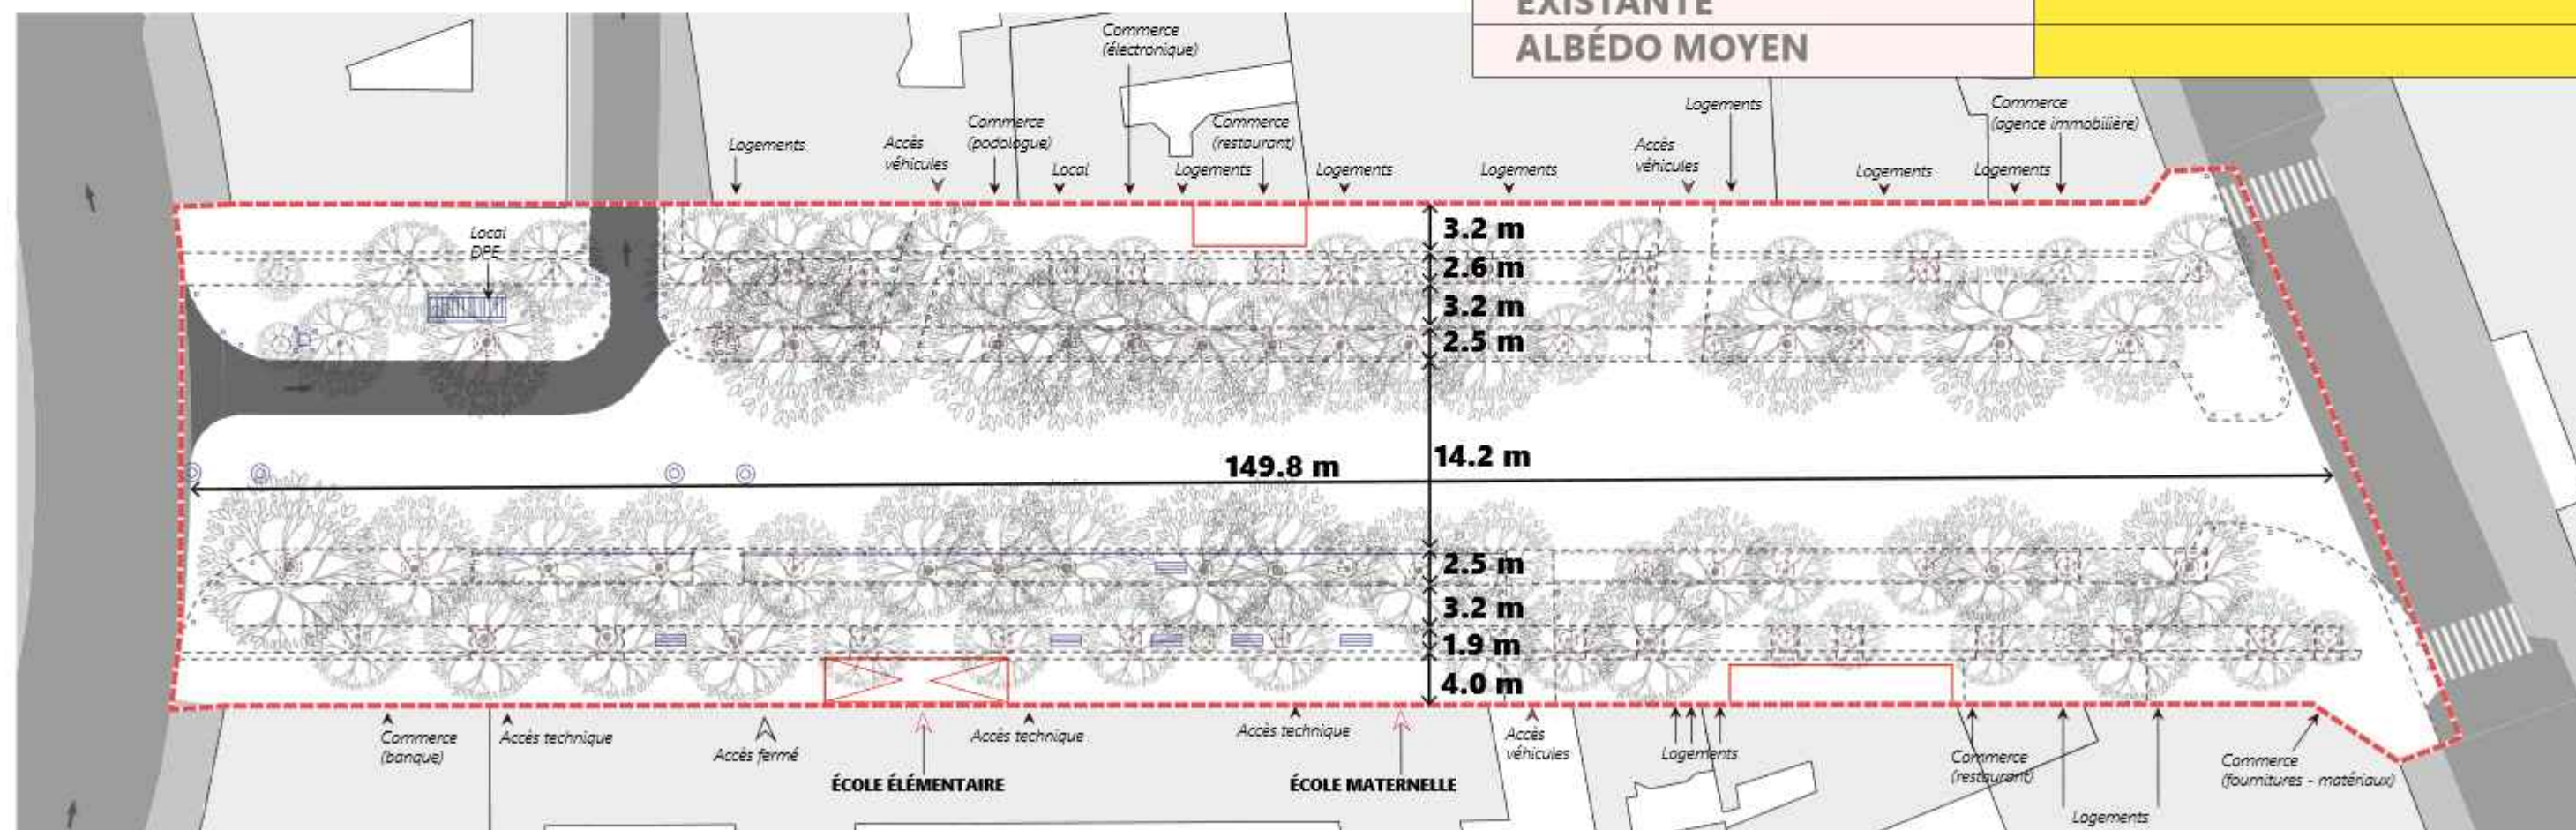 EXISTANTE
ALBÉDO MOYEN
Commerce
(électronique)
Logements
Commerce
(agence immobilière)
Logements
Accès
véhicules
Commerce
(podologue)
Local
Commerce
(restaurant)
Logements
Logements
Logements
Accès
véhicules
Logements
Logements
Local
DPE
3.2 m
2.6 m
3.2 m
2.5 m
149.8 m
14.2 m
2.5 m
3.2 m
1.9 m
4.0 m
Commerce
(banque)
Accès technique
Accès fermé
ÉCOLE ÉLÉMENTAIRE
Accès technique
Accès technique
ÉCOLE MATERNELLE
Accès
véhicules
Logements
Commerce
(restaurant)
Logements
Commerce
(fournitures - matériaux)